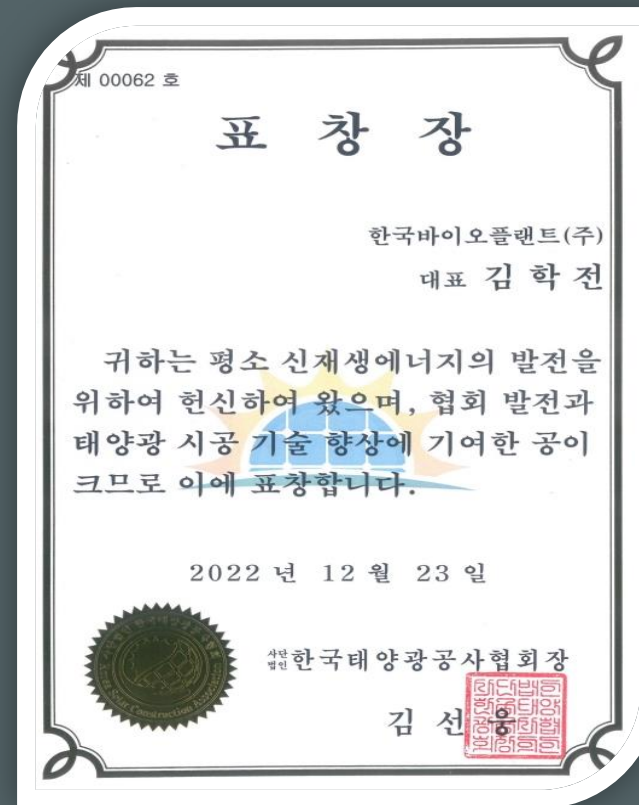 제 00062 호
표 창 장
한국바이오플랜트(주)
대표 김 학 전
귀하는 평소 신재생에너지의 발전을
위하여 헌신하여 왔으며, 협회 발전과
태양광 시공 기술 향상에 기여한 공이
크므로 이에 표창합니다.
2022 년 12 월 23 일
사단법인 한국태양광공사협회장
김 선 웅